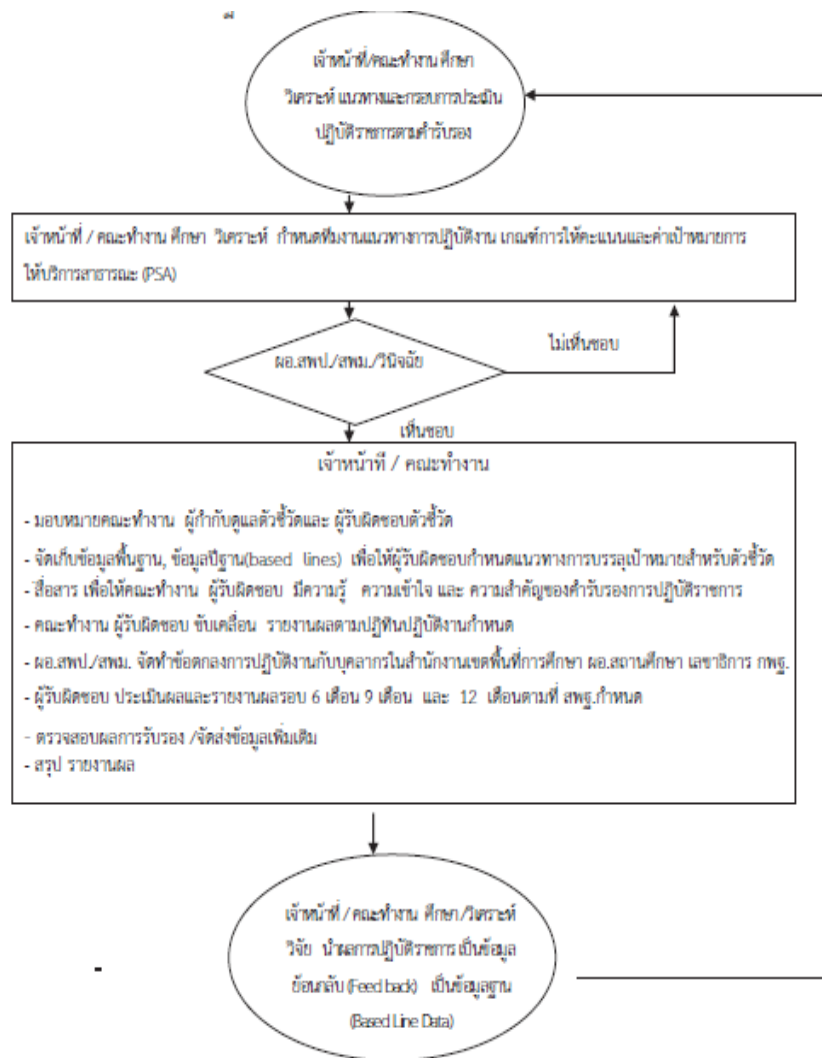 เจ้าหน้าที่/คณะทำงาน ศึกษา
วิเคราะห์ แนวทางและกรอบการประเมิน
ปฏิบัติราชการตามคำรับรอง
เจ้าหน้าที่ / คณะทำงาน ศึกษา วิเคราะห์ กำหนดทีมงานแนวทางการปฏิบัติงาน เกณฑ์การให้คะแนนและค่าเป้าหมายการ
ให้บริการสาธารณะ (PSA)
ผอ.สพป./สพม./วินิจฉัย
ไม่เห็นชอบ
เห็นชอบ
เจ้าหน้าที่ / คณะทำงาน
- มอบหมายคณะทำงาน ผู้กำกับดูแลตัวชี้วัดและ ผู้รับผิดชอบตัวชี้วัด
- จัดเก็บข้อมูลพื้นฐาน, ข้อมูลปีฐาน(based lines) เพื่อให้ผู้รับผิดชอบกำหนดแนวทางการบรรลุเป้าหมายสำหรับตัวชี้วัด
- สื่อสาร เพื่อให้คณะทำงาน ผู้รับผิดชอบ มีความรู้ ความเข้าใจ และ ความสำคัญของคำรับรองการปฏิบัติราชการ
- คณะทำงาน ผู้รับผิดชอบ ขับเคลื่อน รายงานผลตามปฏิทินปฏิบัติงานกำหนด
- ผอ.สพป./สพม. จัดทำข้อตกลงการปฏิบัติงานกับบุคลากรในสำนักงานเขตพื้นที่การศึกษา ผอ.สถานศึกษา เลขาธิการ กพฐ.
- ผู้รับผิดชอบ ประเมินผลและรายงานผลรอบ 6 เดือน 9 เดือน และ 12 เดือนตามที่ สพฐ.กำหนด
- ตรวจสอบผลการรับรอง /จัดส่งข้อมูลเพิ่มเติม
- สรุป รายงานผล
เจ้าหน้าที่ / คณะทำงาน ศึกษา /วิเคราะห์
วิจัย นำผลการปฏิบัติราชการ เป็นข้อมูล
ย้อนกลับ (Feed back) เป็นข้อมูลฐาน
(Based Line Data)
-